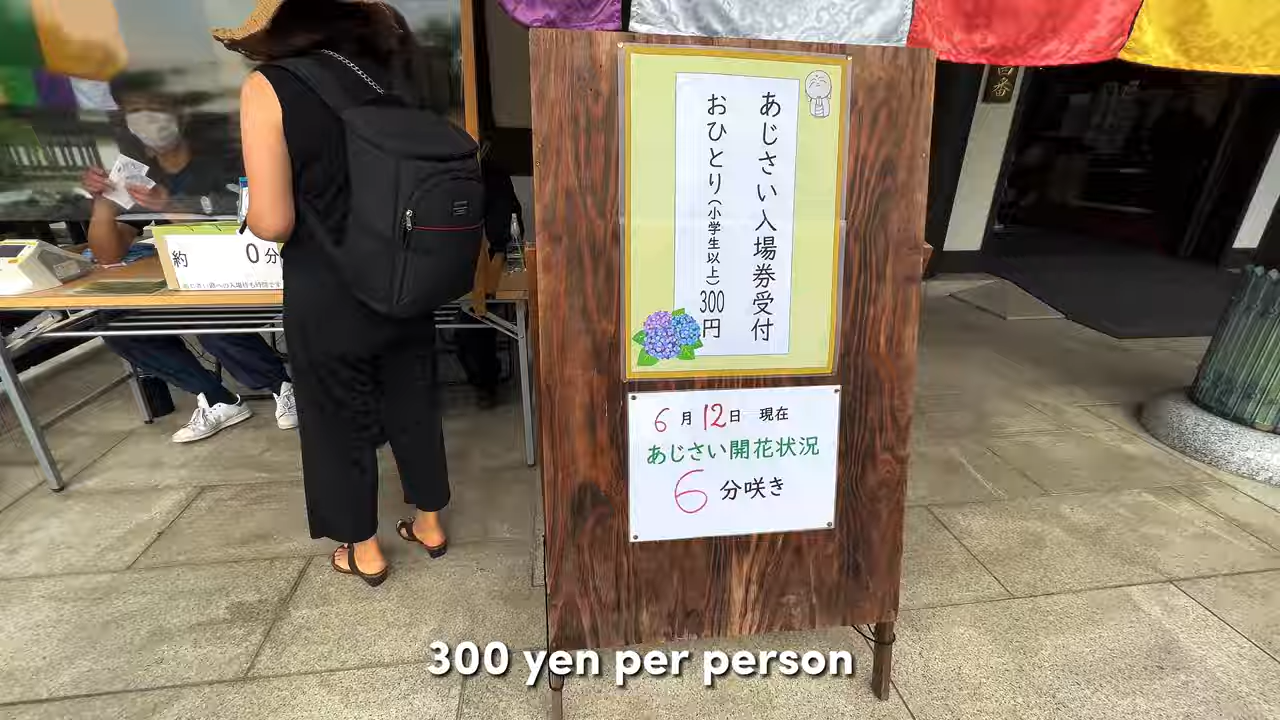 あじさい入場券受付
おひとり(小学生以上)300円
6月12日 現在
あじさい開花状況
6分咲き
約 0分
300 yen per person